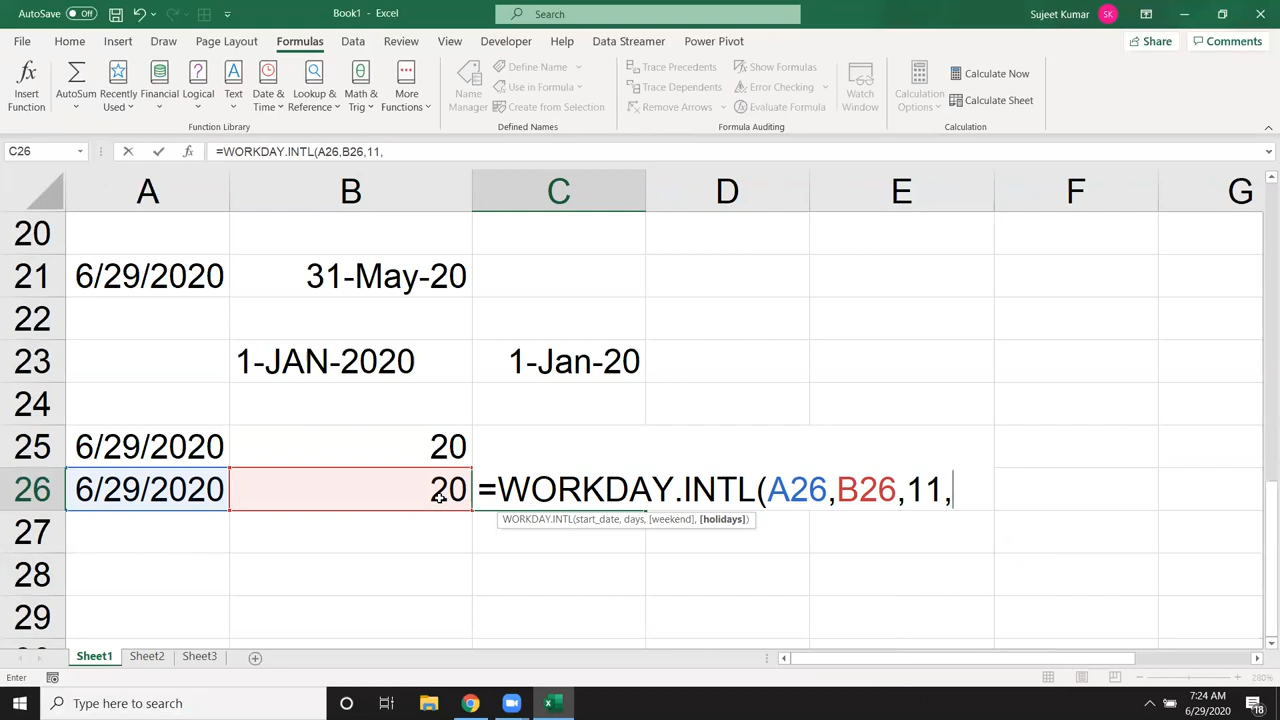 AutoSave Off Book1 - Excel Search Sujeet Kumar SK
File Home Insert Draw Page Layout Formulas Data Review View Developer Help Data Streamer Power Pivot Share Comments
Insert Function
AutoSum
Recently Used
Financial
Logical
Text
Date & Time
Lookup & Reference
Math & Trig
More Functions
Function Library
Name Manager
Define Name
Use in Formula
Create from Selection
Defined Names
Trace Precedents
Trace Dependents
Remove Arrows
Show Formulas
Error Checking
Evaluate Formula
Formula Auditing
Watch Window
Calculation Options
Calculate Now
Calculate Sheet
Calculation
C26 fx =WORKDAY.INTL(A26,B26,11,
A B C D E F G
20
21 6/29/2020 31-May-20
22
23 1-JAN-2020 1-Jan-20
24
25 6/29/2020 20
26 6/29/2020 20 =WORKDAY.INTL(A26,B26,11,
WORKDAY.INTL(start_date, days, [weekend], [holidays])
27
28
29
Sheet1 Sheet2 Sheet3
Enter 280%
Type here to search
7:24 AM
6/29/2020
18